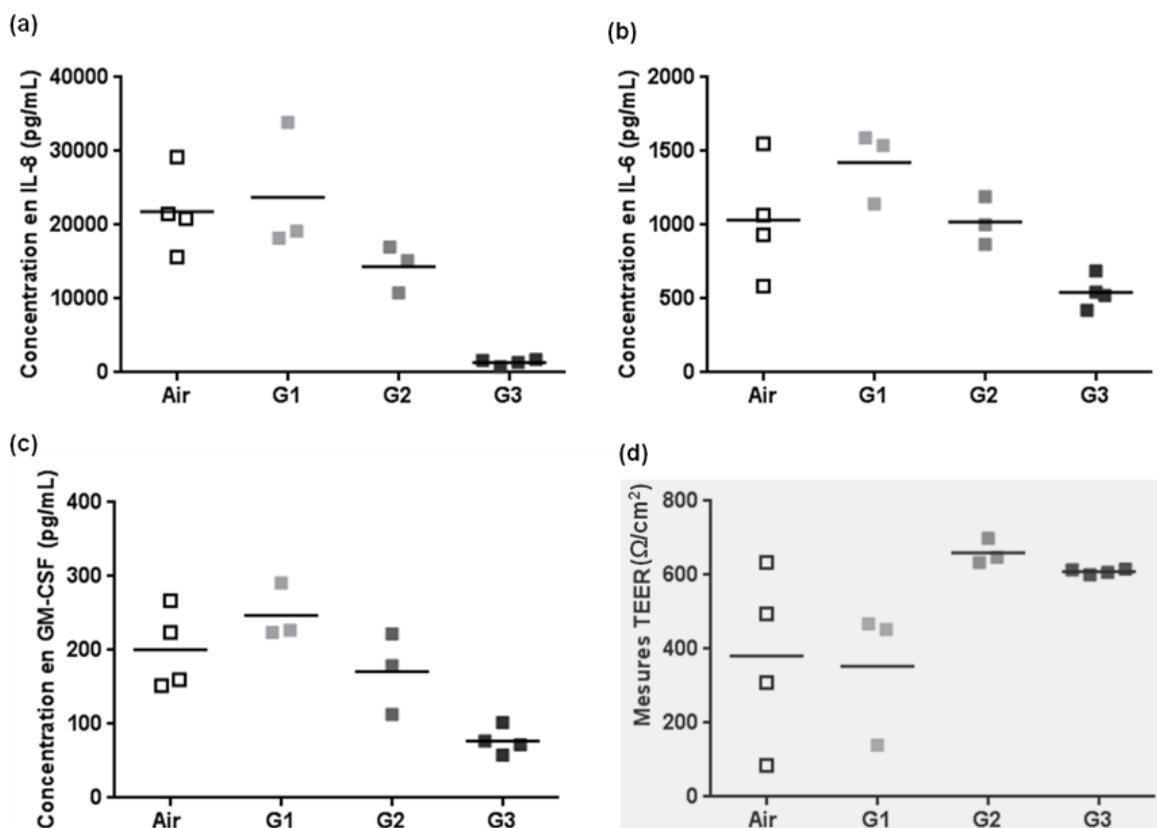 (a)
Concentration en IL-8 (pg/mL)
40000
30000
20000
10000
0
Air G1 G2 G3
(b)
Concentration en IL-6 (pg/mL)
2000
1500
1000
500
0
Air G1 G2 G3
(c)
Concentration en GM-CSF (pg/mL)
400
300
200
100
0
Air G1 G2 G3
(d)
Mesures TEER (Ω/cm²)
800
600
400
200
0
Air G1 G2 G3